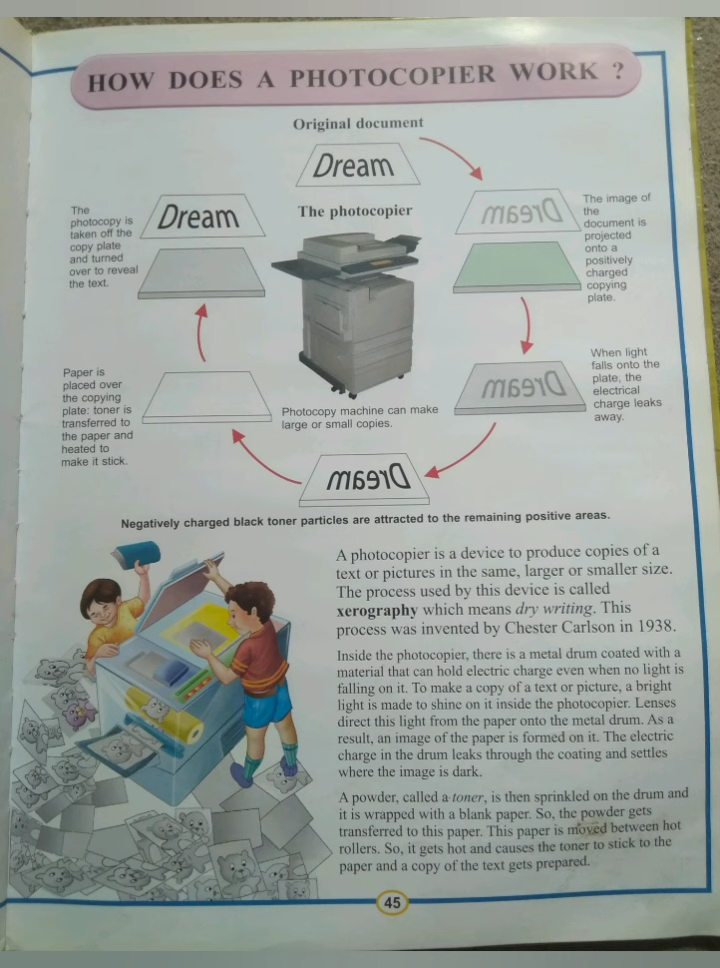 HOW DOES A PHOTOCOPIER WORK ?
Original document
Dream
The image of
the
document is
projected
onto a
positively
charged
copying
plate.
Dream
When light
falls onto the
plate, the
electrical
charge leaks
away.
Dream
Dream
Negatively charged black toner particles are attracted to the remaining positive areas.
Paper is
placed over
the copying
plate: toner is
transferred to
the paper and
heated to
make it stick.
The
photocopy is
taken off the
copy plate
and turned
over to reveal
the text.
Dream
The photocopier
Photocopy machine can make
large or small copies.
A photocopier is a device to produce copies of a
text or pictures in the same, larger or smaller size.
The process used by this device is called
xerography which means dry writing. This
process was invented by Chester Carlson in 1938.
Inside the photocopier, there is a metal drum coated with a
material that can hold electric charge even when no light is
falling on it. To make a copy of a text or picture, a bright
light is made to shine on it inside the photocopier. Lenses
direct this light from the paper onto the metal drum. As a
result, an image of the paper is formed on it. The electric
charge in the drum leaks through the coating and settles
where the image is dark.
A powder, called a toner, is then sprinkled on the drum and
it is wrapped with a blank paper. So, the powder gets
transferred to this paper. This paper is moved between hot
rollers. So, it gets hot and causes the toner to stick to the
paper and a copy of the text gets prepared.
45